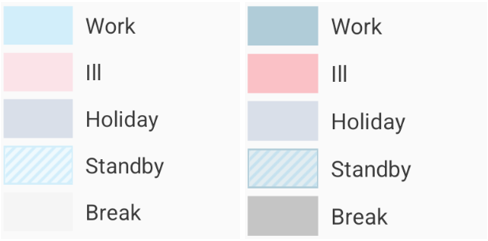 Work
Ill
Holiday
Standby
Break
Work
Ill
Holiday
Standby
Break